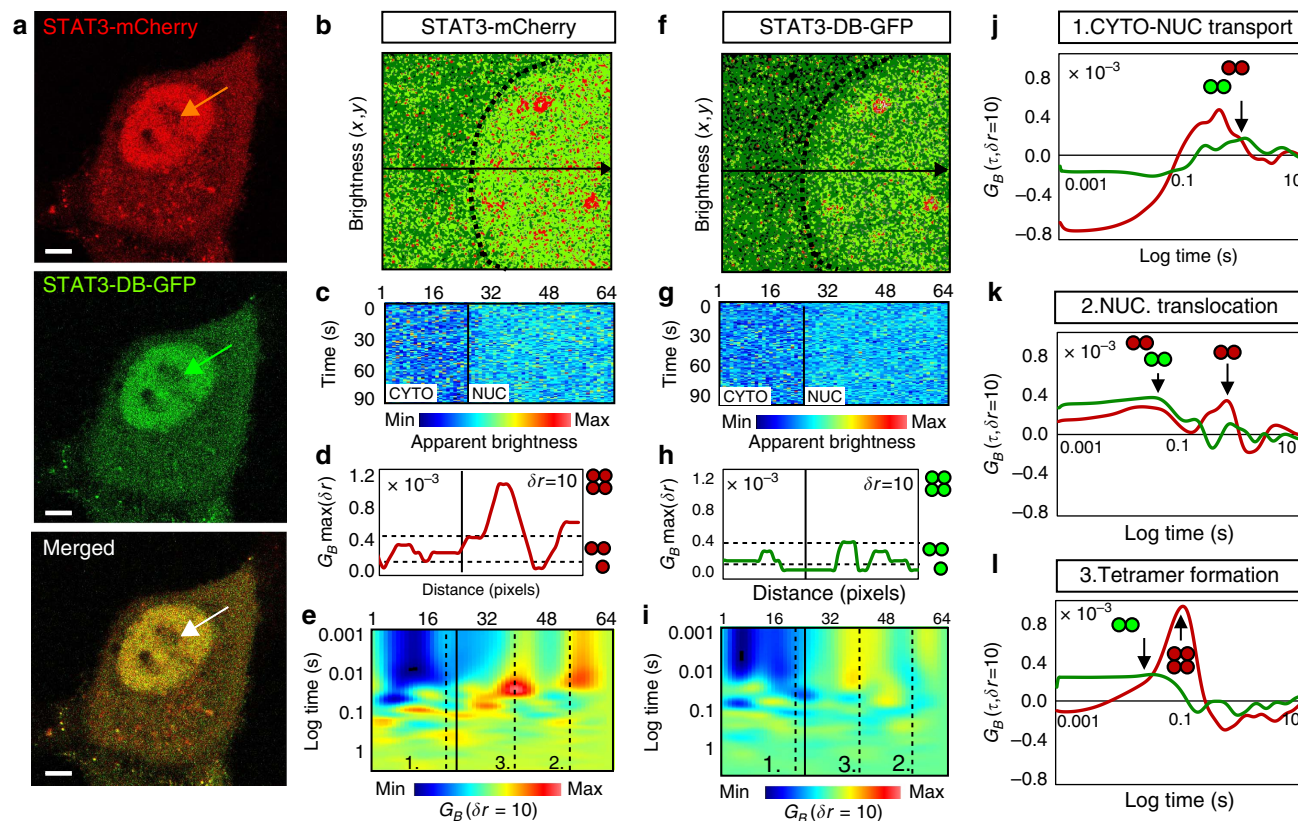 a
STAT3-mCherry
STAT3-DB-GFP
Merged
b
STAT3-mCherry
Brightness (x,y)
c
1 16 32 48 64
Time (s)
0
30
60
90
CYTO
NUC
Min
Max
Apparent brightness
d
G_B max(δr)
1.2
0.8
0.4
0.0
× 10⁻³
δr=10
Distance (pixels)
e
1 16 32 48 64
Log time (s)
0.001
0.01
0.1
1
1. 3. 2.
Min
Max
G_B (δr = 10)
f
STAT3-DB-GFP
Brightness (x,y)
g
1 16 32 48 64
Time (s)
0
30
60
90
CYTO
NUC
Min
Max
Apparent brightness
h
G_B max(δr)
1.2
0.8
0.4
0.0
× 10⁻³
δr=10
Distance (pixels)
i
1 16 32 48 64
Log time (s)
0.001
0.01
0.1
1
1. 3. 2.
Min
Max
G_B (δr = 10)
j
1.CYTO-NUC transport
G_B (τ,δr=10)
0.8
0.4
0.0
–0.4
–0.8
× 10⁻³
0.001 0.1 10
Log time (s)
k
2.NUC. translocation
G_B (τ,δr=10)
0.8
0.4
0.0
–0.4
–0.8
× 10⁻³
0.001 0.1 10
Log time (s)
l
3.Tetramer formation
G_B (τ,δr=10)
0.8
0.4
0.0
–0.4
–0.8
× 10⁻³
0.001 0.1 10
Log time (s)